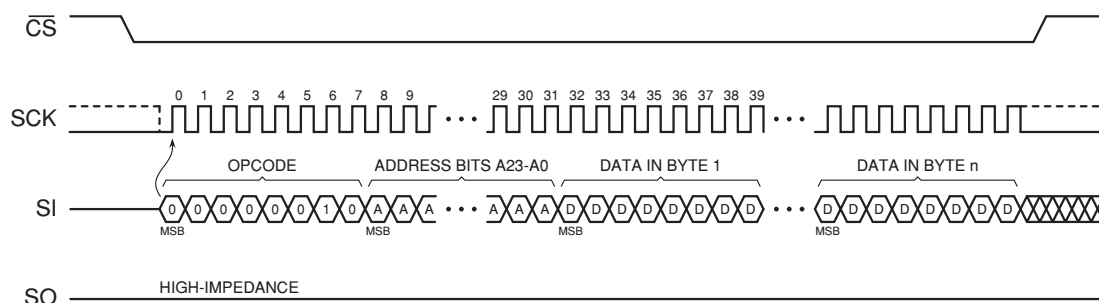 CS
SCK
0 1 2 3 4 5 6 7 8 9 29 30 31 32 33 34 35 36 37 38 39
OPCODE ADDRESS BITS A23-A0 DATA IN BYTE 1 DATA IN BYTE n
SI
0 0 0 0 0 0 1 0 A A A A A A D D D D D D D D D D D D D D D D
MSB MSB MSB MSB
SO
HIGH-IMPEDANCE